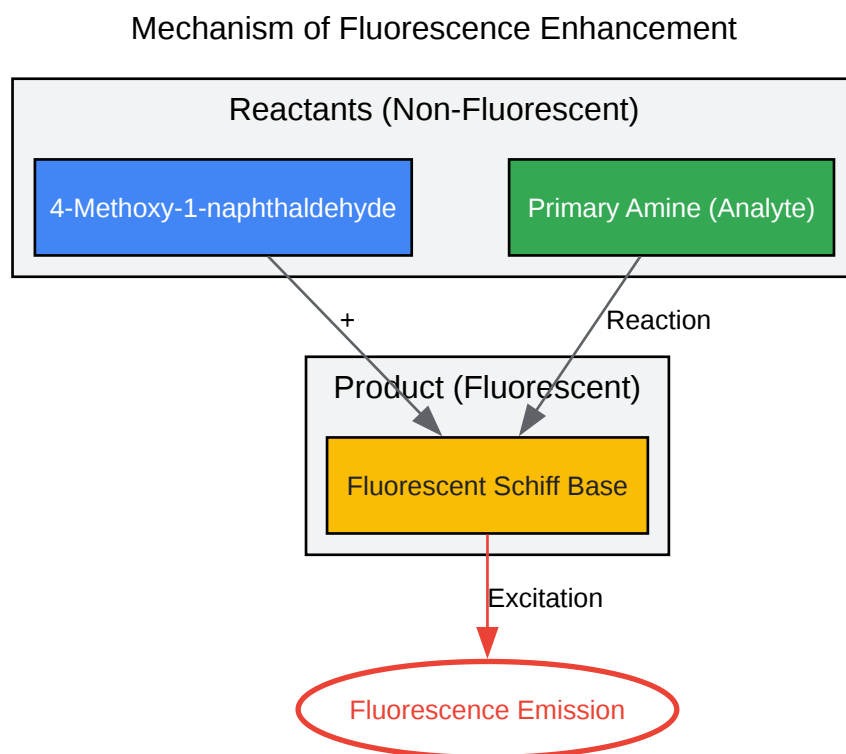 Mechanism of Fluorescence Enhancement
Reactants (Non-Fluorescent)
4-Methoxy-1-naphthaldehyde
Primary Amine (Analyte)
+
Reaction
Product (Fluorescent)
Fluorescent Schiff Base
Excitation
Fluorescence Emission